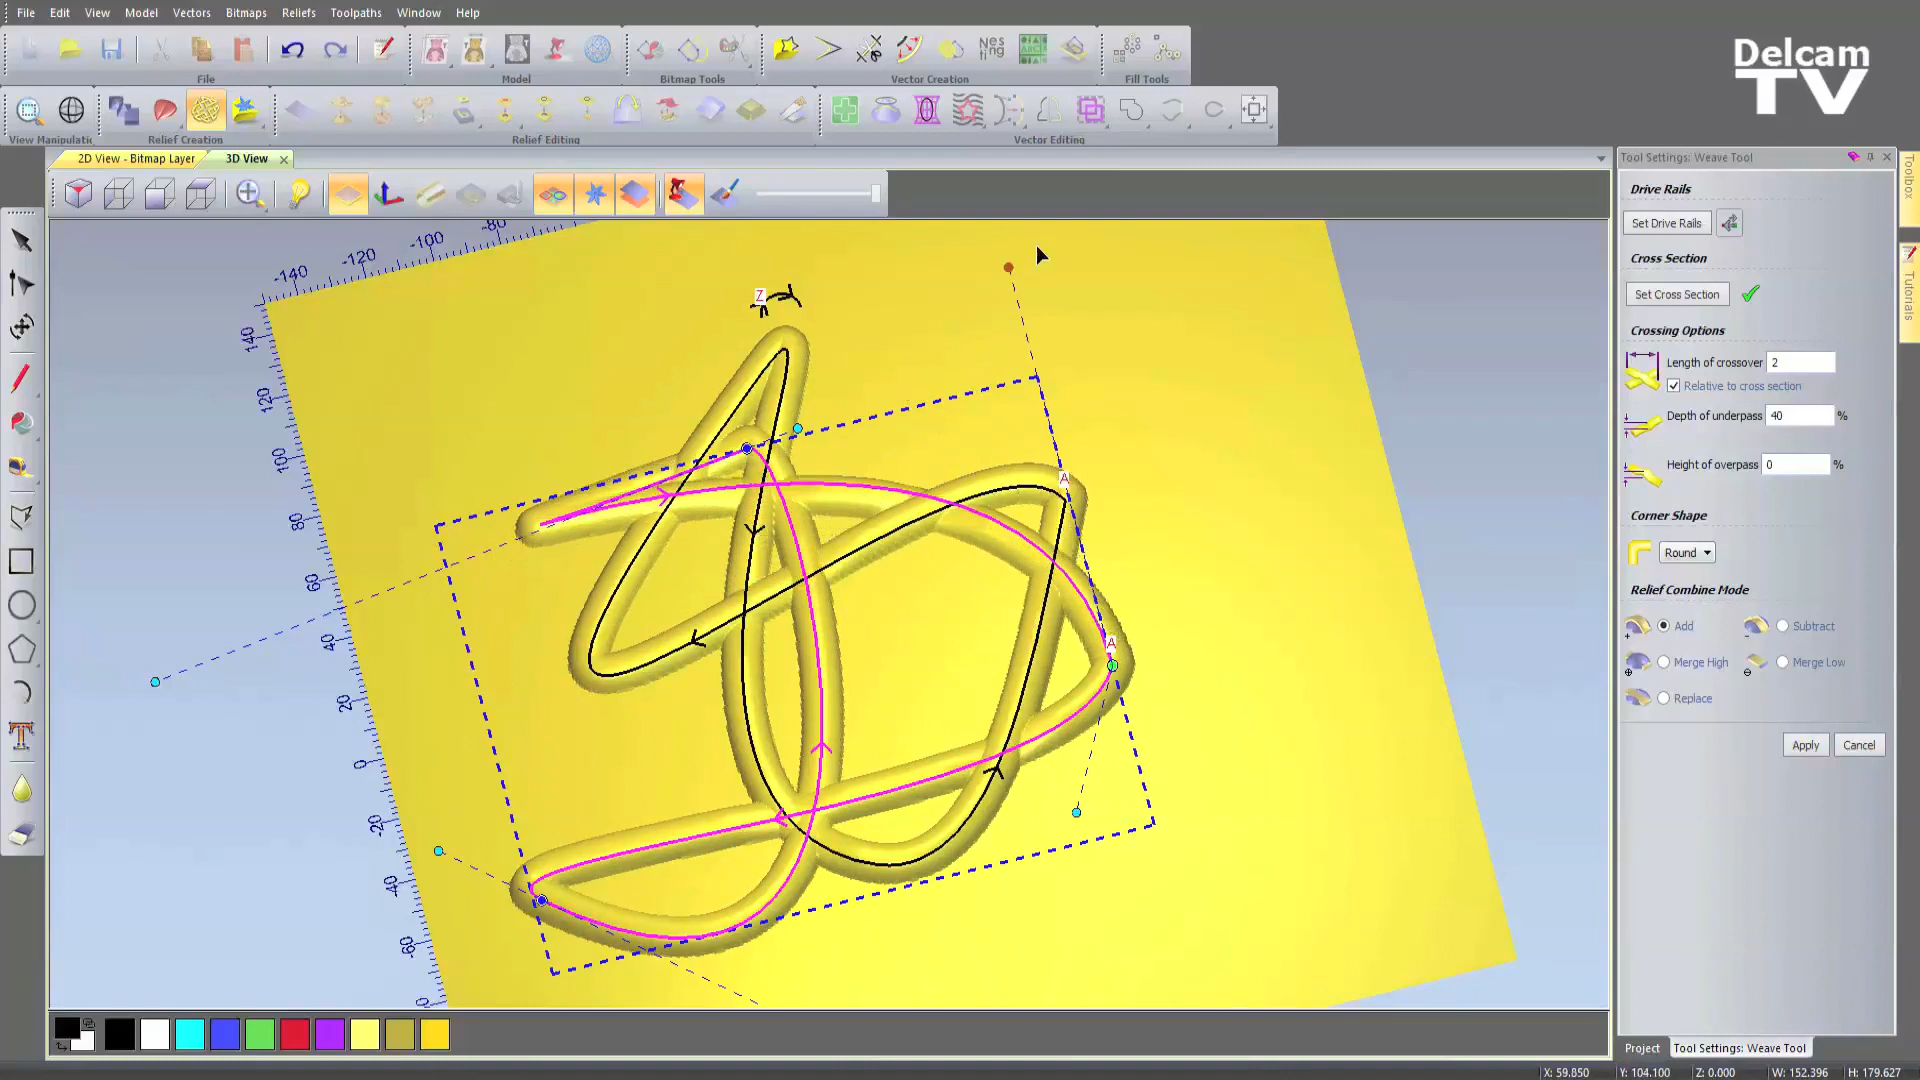 File Edit View Model Vectors Bitmaps Reliefs Toolpaths Window Help
Delcam
TV
Nes
ting
File Model Bitmap Tools Vector Creation Fill Tools
View Manipulatio Relief Creation Relief Editing Vector Editing
2D View - Bitmap Layer 3D View
Tool Settings: Weave Tool
Toolbox
Tutorials
Drive Rails
Set Drive Rails
Cross Section
Set Cross Section
Crossing Options
Length of crossover 2
Relative to cross section
Depth of underpass 40 %
Height of overpass 0 %
Corner Shape
Round
Relief Combine Mode
Add Subtract
Merge High Merge Low
Replace
Apply Cancel
-140 -120 -100 -80
140
120
100
80
60
40
20
0
-20
-40
-60
Z
A
A
T
Project Tool Settings: Weave Tool
X: 59.850 Y: 104.100 Z: 0.000 W: 152.396 H: 179.627